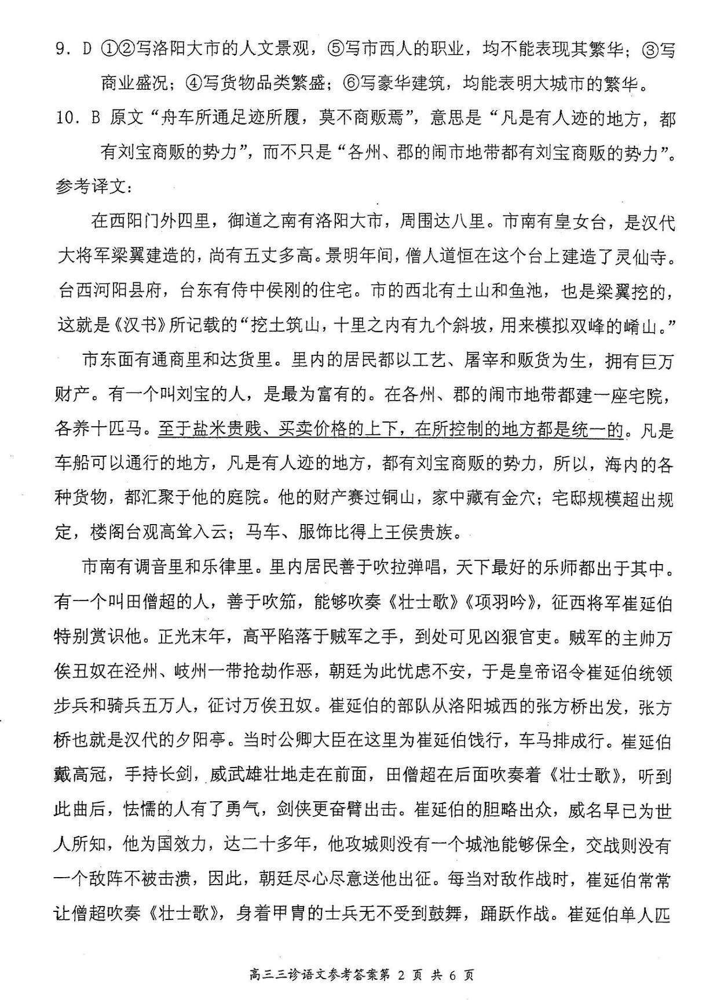 9．D ①②写洛阳大市的人文景观，⑤写市西人的职业，均不能表现其繁华；③写
商业盛况；④写货物品类繁盛；⑥写豪华建筑，均能表明大城市的繁华。
10．B 原文“舟车所通足迹所履，莫不商贩焉”，意思是“凡是有人迹的地方，都
有刘宝商贩的势力”，而不只是“各州、郡的闹市地带都有刘宝商贩的势力”。
参考译文：
在西阳门外四里，御道之南有洛阳大市，周围达八里。市南有皇女台，是汉代
大将军梁翼建造的，尚有五丈多高。景明年间，僧人道恒在这个台上建造了灵仙寺。
台西河阳县府，台东有侍中侯刚的住宅。市的西北有土山和鱼池，也是梁翼挖的，
这就是《汉书》所记载的“挖土筑山，十里之内有九个斜坡，用来模拟双峰的崤山。”
市东面有通商里和达货里。里内的居民都以工艺、屠宰和贩货为生，拥有巨万
财产。有一个叫刘宝的人，是最为富有的。在各州、郡的闹市地带都建一座宅院，
各养十匹马。至于盐米贵贱、买卖价格的上下，在所控制的地方都是统一的。凡是
车船可以通行的地方，凡是有人迹的地方，都有刘宝商贩的势力，所以，海内的各
种货物，都汇聚于他的庭院。他的财产赛过铜山，家中藏有金穴；宅邸规模超出规
定，楼阁台观高耸入云；马车、服饰比得上王侯贵族。
市南有调音里和乐律里。里内居民善于吹拉弹唱，天下最好的乐师都出于其中。
有一个叫田僧超的人，善于吹笳，能够吹奏《壮士歌》《项羽吟》，征西将军崔延伯
特别赏识他。正光末年，高平陷落于贼军之手，到处可见凶狠官吏。贼军的主帅万
俟丑奴在泾州、岐州一带抢劫作恶，朝廷为此忧虑不安，于是皇帝诏令崔延伯统领
步兵和骑兵五万人，征讨万俟丑奴。崔延伯的部队从洛阳城西的张方桥出发，张方
桥也就是汉代的夕阳亭。当时公卿大臣在这里为崔延伯饯行，车马排成行。崔延伯
戴高冠，手持长剑，威武雄壮地走在前面，田僧超在后面吹奏着《壮士歌》，听到
此曲后，怯懦的人有了勇气，剑侠更奋臂出击。崔延伯的胆略出众，威名早已为世
人所知，他为国效力，达二十多年，他攻城则没有一个城池能够保全，交战则没有
一个敌阵不被击溃，因此，朝廷尽心尽意送他出征。每当对敌作战时，崔延伯常常
让僧超吹奏《壮士歌》，身着甲胄的士兵无不受到鼓舞，踊跃作战。崔延伯单人匹
高三三诊语文参考答案第 2 页 共 6 页